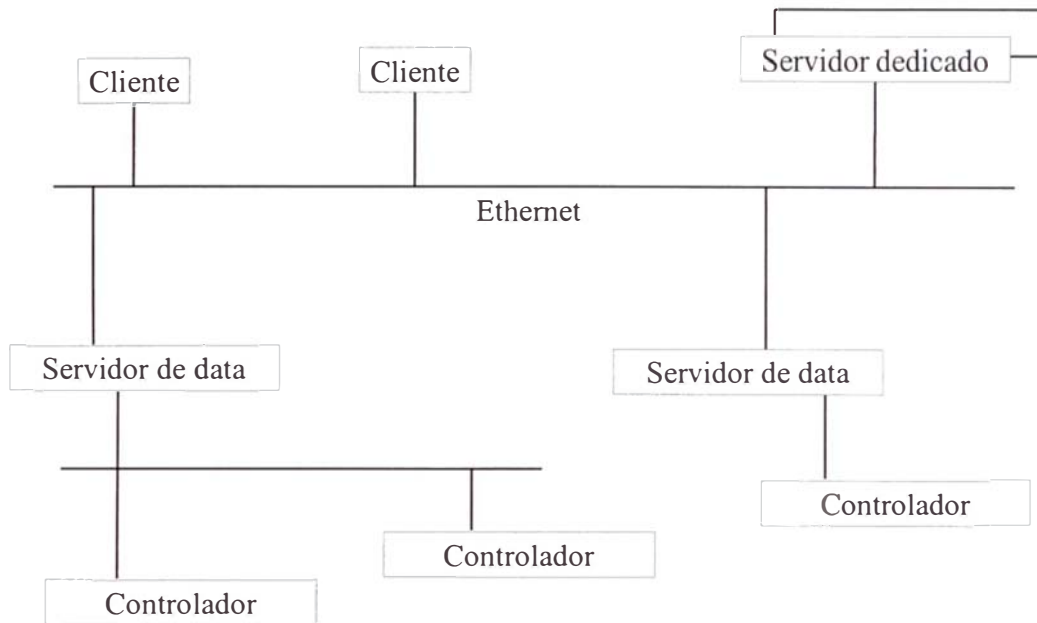 Cliente
Cliente
Servidor dedicado
Ethernet
Servidor de data
Servidor de data
Controlador
Controlador
Controlador